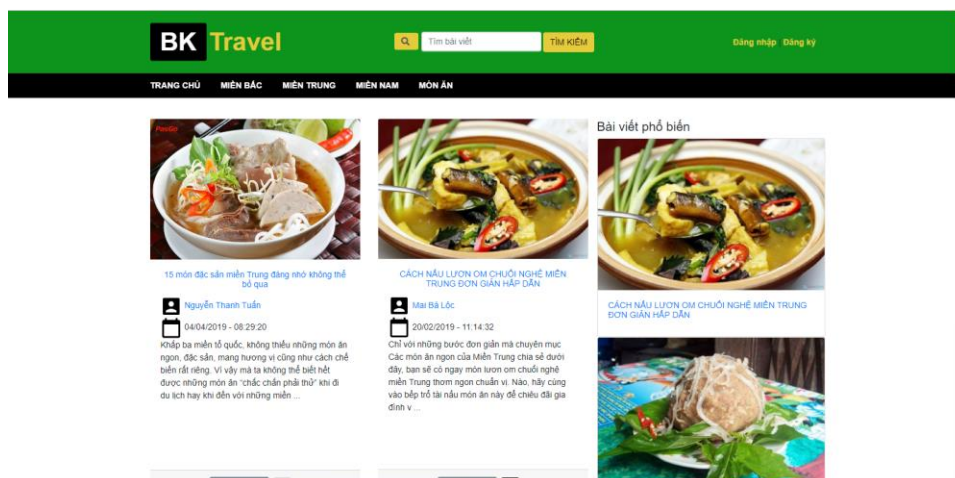 BK Travel
Tìm bài viết
TÌM KIẾM
Đăng nhập Đăng ký
TRANG CHỦ MIỀN BẮC MIỀN TRUNG MIỀN NAM MÓN ĂN
PasGo
15 món đặc sản miền Trung đáng nhớ không thể
bỏ qua
Nguyễn Thanh Tuấn
04/04/2019 - 08:29:20
Khắp ba miền tổ quốc, không thiếu những món ăn
ngon, đặc sản, mang hương vị cũng như cách chế
biến rất riêng. Vì vậy mà ta không thể biết hết
được những món ăn “chắc chắn phải thử” khi đi
du lịch hay khi đến với những miền ...
CÁCH NẤU LƯƠN OM CHUỐI NGHỆ MIỀN
TRUNG ĐƠN GIẢN HẤP DẪN
Mai Bá Lộc
20/02/2019 - 11:14:32
Chỉ với những bước đơn giản mà chuyên mục
Các món ăn ngon của Miền Trung chia sẻ dưới
đây, bạn sẽ có ngay món lươn om chuối nghệ
miền Trung thơm ngon chuẩn vị. Nào, hãy cùng
vào bếp trổ tài nấu món ăn này để chiêu đãi gia
đình v ...
Bài viết phổ biến
CÁCH NẤU LƯƠN OM CHUỐI NGHỆ MIỀN TRUNG
ĐƠN GIẢN HẤP DẪN